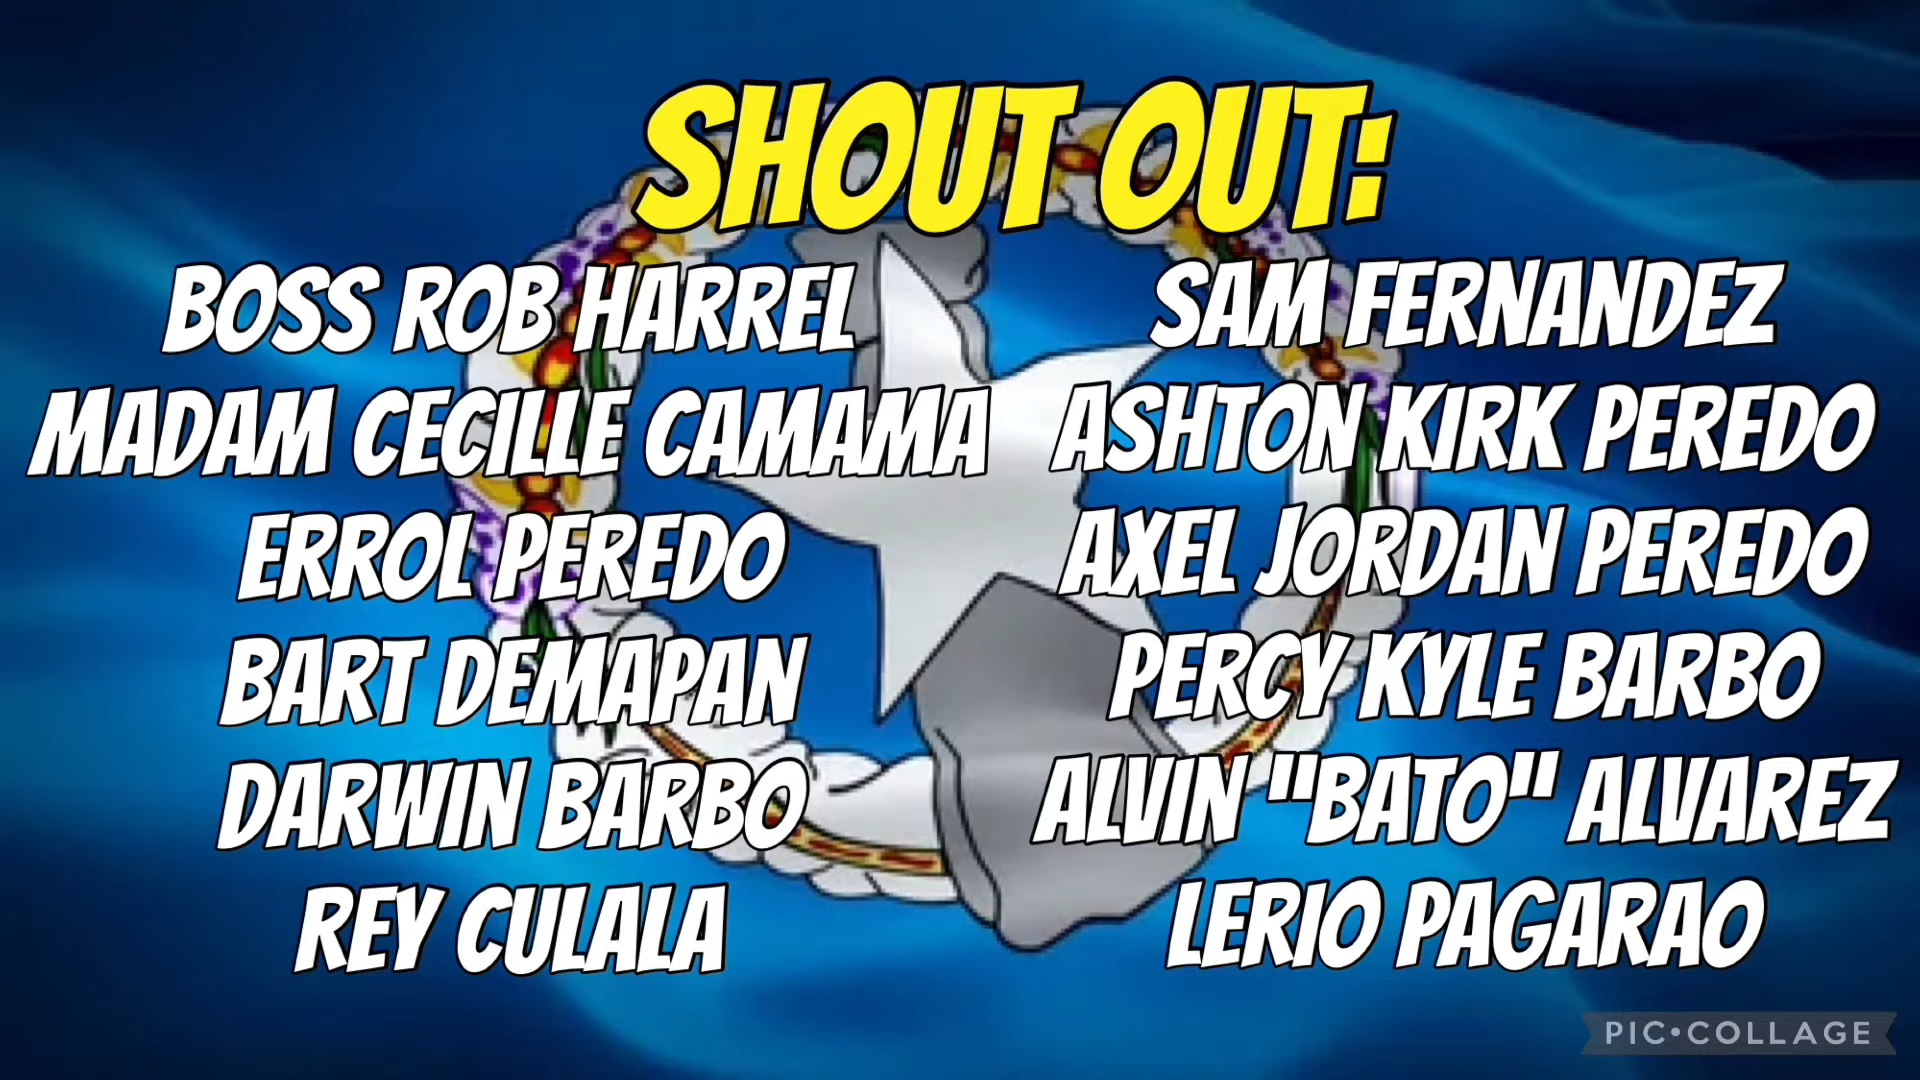 SHOUT OUT:
BOSS ROB HARREL
MADAM CECILLE CAMAMA
ERROL PEREDO
BART DEMAPAN
DARWIN BARBO
REY CULALA
SAM FERNANDEZ
ASHTON KIRK PEREDO
AXEL JORDAN PEREDO
PERCY KYLE BARBO
ALVIN "BATO" ALVAREZ
LERIO PAGARAO
PIC•COLLAGE